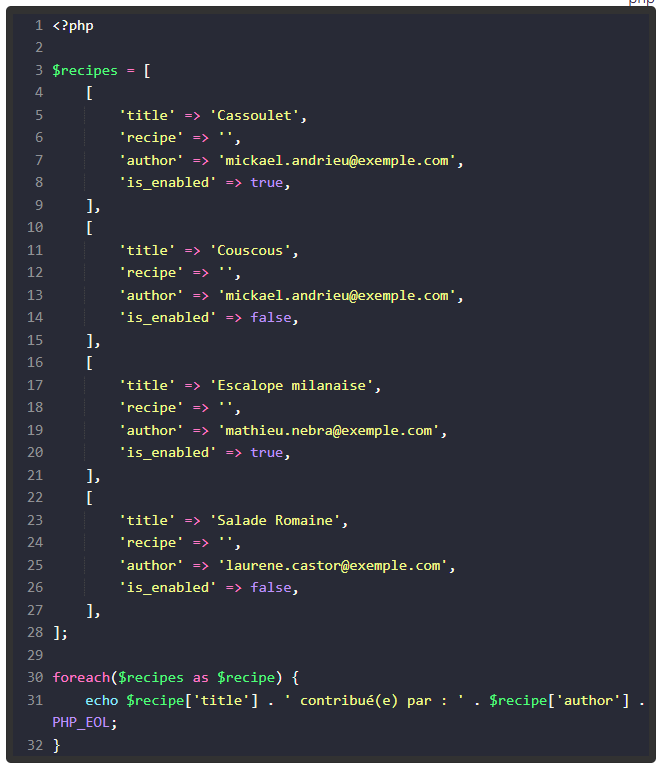 php
1 <?php
2
3 $recipes = [
4     [
5         'title' => 'Cassoulet',
6         'recipe' => '',
7         'author' => 'mickael.andrieu@exemple.com',
8         'is_enabled' => true,
9     ],
10     [
11         'title' => 'Couscous',
12         'recipe' => '',
13         'author' => 'mickael.andrieu@exemple.com',
14         'is_enabled' => false,
15     ],
16     [
17         'title' => 'Escalope milanaise',
18         'recipe' => '',
19         'author' => 'mathieu.nebra@exemple.com',
20         'is_enabled' => true,
21     ],
22     [
23         'title' => 'Salade Romaine',
24         'recipe' => '',
25         'author' => 'laurene.castor@exemple.com',
26         'is_enabled' => false,
27     ],
28 ];
29
30 foreach($recipes as $recipe) {
31     echo $recipe['title'] . ' contribué(e) par : ' . $recipe['author'] .
PHP_EOL;
32 }